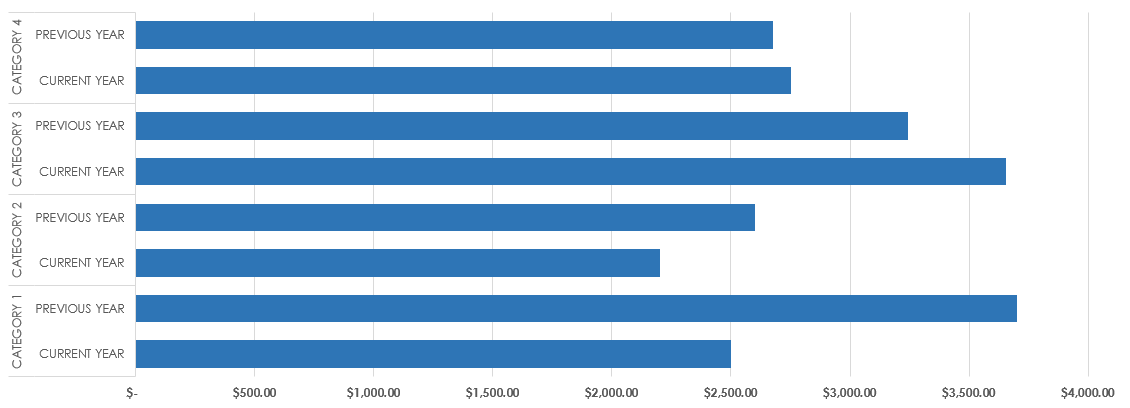 CATEGORY 4
PREVIOUS YEAR
CURRENT YEAR
CATEGORY 3
PREVIOUS YEAR
CURRENT YEAR
CATEGORY 2
PREVIOUS YEAR
CURRENT YEAR
CATEGORY 1
PREVIOUS YEAR
CURRENT YEAR
$- $500.00 $1,000.00 $1,500.00 $2,000.00 $2,500.00 $3,000.00 $3,500.00 $4,000.00